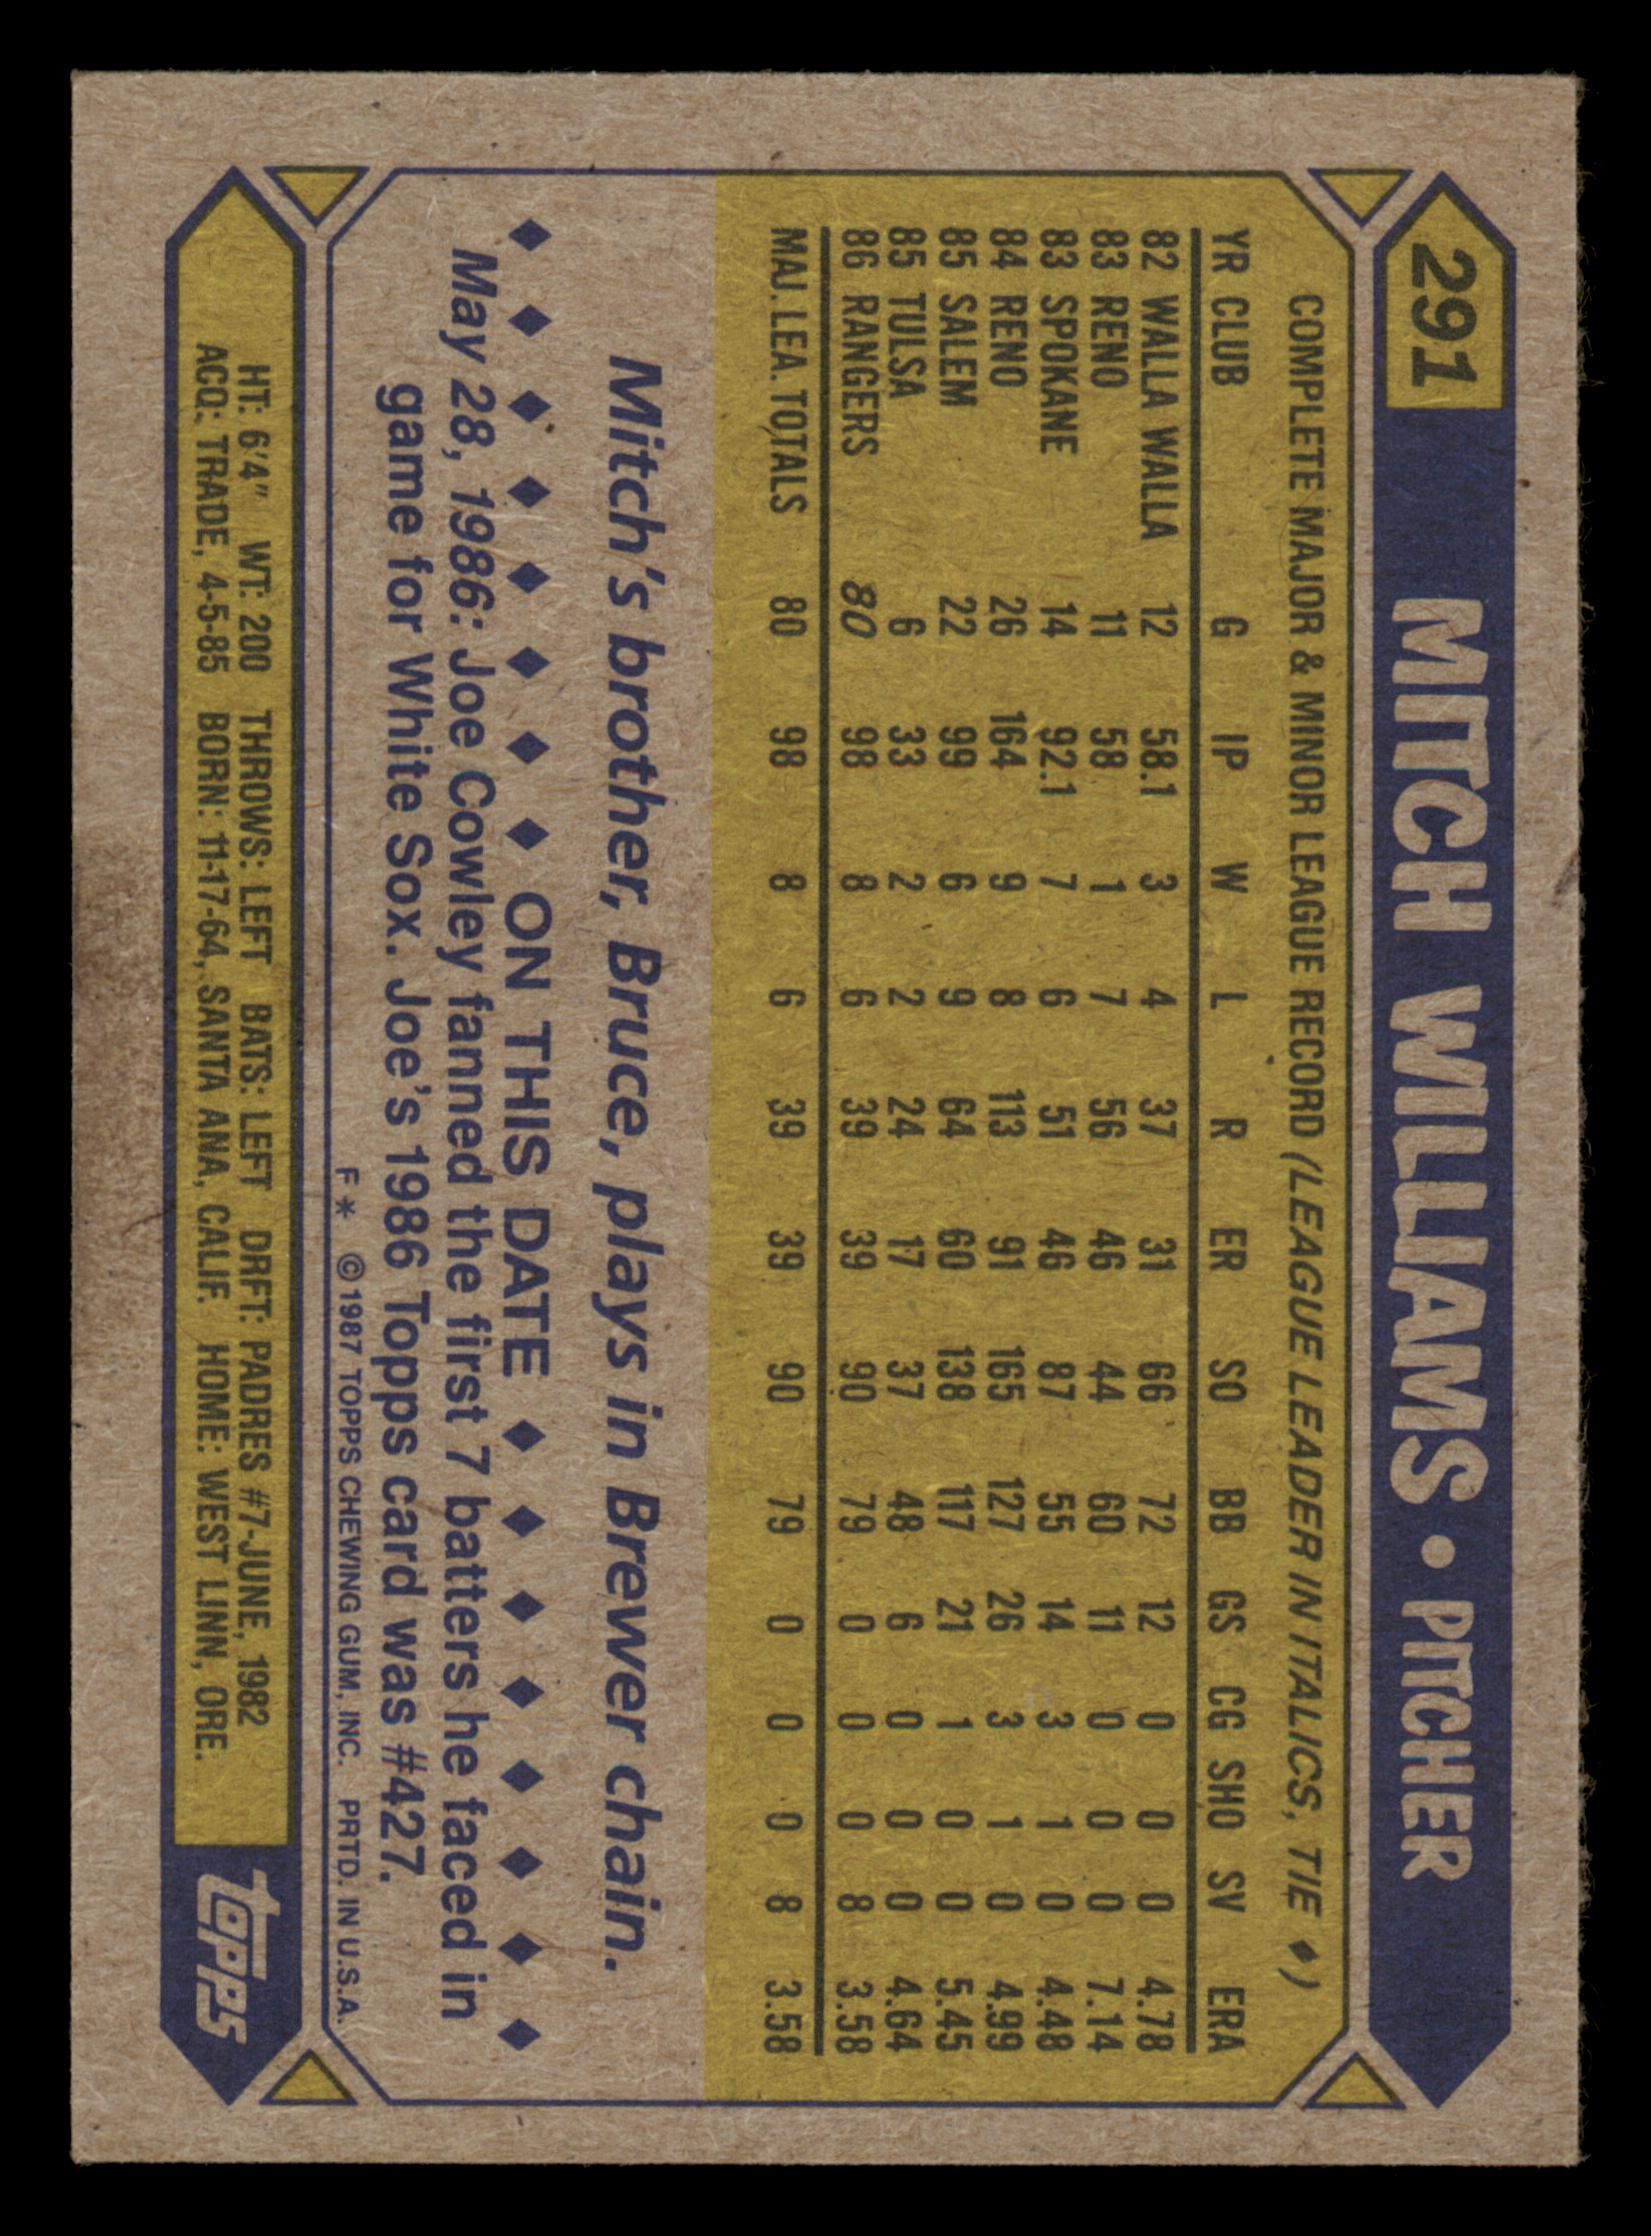 291 MITCH WILLIAMS • PITCHER
COMPLETE MAJOR & MINOR LEAGUE RECORD (LEAGUE LEADER IN ITALICS, TIE ♦)
YR CLUB G IP W L R ER SO BB GS CG SHO SV ERA
82 WALLA WALLA 12 58.1 3 4 37 31 66 72 12 0 0 0 4.78
83 RENO 11 58 1 7 56 46 44 60 11 0 0 0 7.14
83 SPOKANE 14 92.1 7 6 51 46 87 55 14 3 1 0 4.48
84 RENO 26 164 9 8 113 91 165 127 26 3 1 0 4.99
85 SALEM 22 99 6 9 64 60 138 117 21 1 0 0 5.45
85 TULSA 6 33 2 2 24 17 37 48 6 0 0 0 4.64
86 RANGERS 80 98 8 6 39 39 90 79 0 0 0 8 3.58
MAJ. LEA. TOTALS 80 98 8 6 39 39 90 79 0 0 0 8 3.58
Mitch's brother, Bruce, plays in Brewer chain.
♦ ♦ ♦ ♦ ♦ ♦ ♦ ♦ ON THIS DATE ♦ ♦ ♦ ♦ ♦ ♦ ♦ ♦
May 28, 1986: Joe Cowley fanned the first 7 batters he faced in
game for White Sox. Joe's 1986 Topps card was #427.
F * © 1987 TOPPS CHEWING GUM, INC. PRTD. IN U.S.A.
HT: 6'4" WT: 200 THROWS: LEFT BATS: LEFT DRFT: PADRES #7-JUNE, 1982
ACQ: TRADE, 4-5-85 BORN: 11-17-64, SANTA ANA, CALIF. HOME: WEST LINN, ORE.
topps